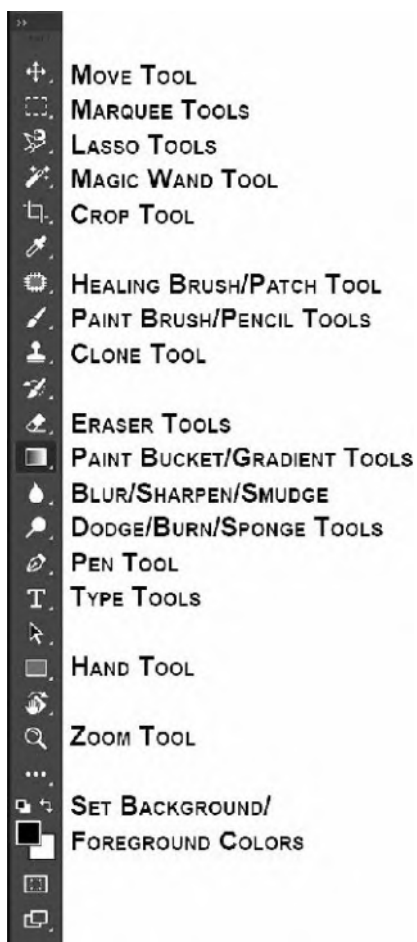 MOVE TOOL
MARQUEE TOOLS
LASSO TOOLS
MAGIC WAND TOOL
CROP TOOL
HEALING BRUSH/PATCH TOOL
PAINT BRUSH/PENCIL TOOLS
CLONE TOOL
ERASER TOOLS
PAINT BUCKET/GRADIENT TOOLS
BLUR/SHARPEN/SMUDGE
DODGE/BURN/SPONGE TOOLS
PEN TOOL
TYPE TOOLS
HAND TOOL
ZOOM TOOL
SET BACKGROUND/
FOREGROUND COLORS